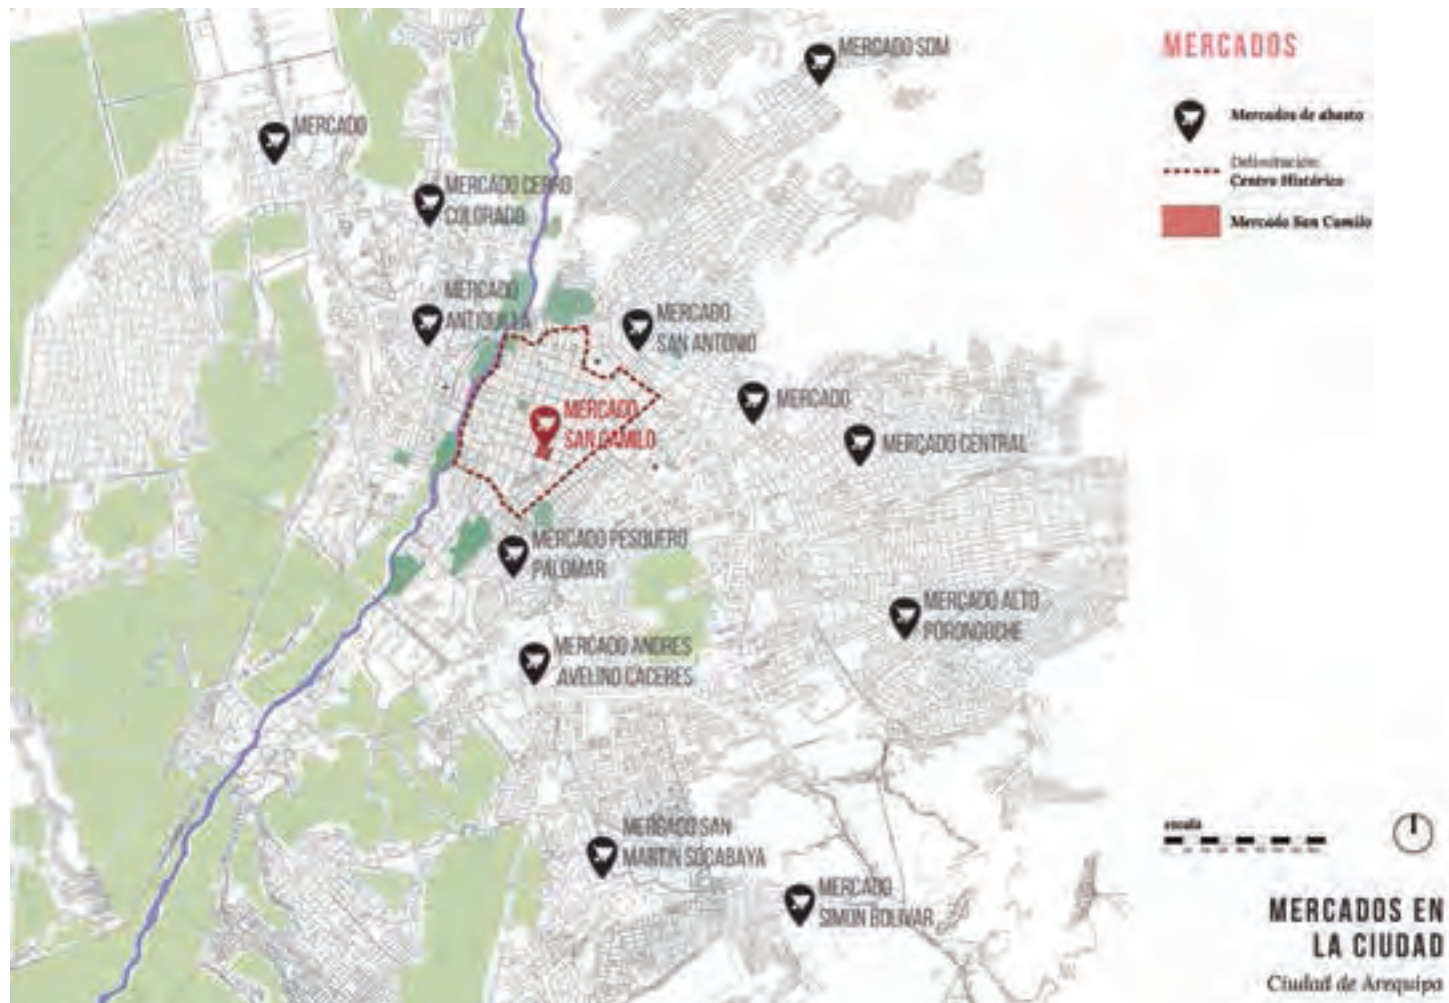 MERCADO SDM
MERCADO
MERCADO CERRO
COLORADO
MERCADO
ANTIQUILLA
MERCADO
SAN ANTONIO
MERCADO
MERCADO
SAN CAMILO
MERCADO CENTRAL
MERCADO PESQUERO
PALOMAR
MERCADO ALTO
PORONGOCHE
MERCADO ANDRES
AVELINO CACERES
MERCADO SAN
MARTIN SOCABAYA
MERCADO
SIMON BOLIVAR
MERCADOS
Mercados de abasto
Delimitación:
Centro Histórico
Mercado San Camilo
escala
MERCADOS EN
LA CIUDAD
Ciudad de Arequipa